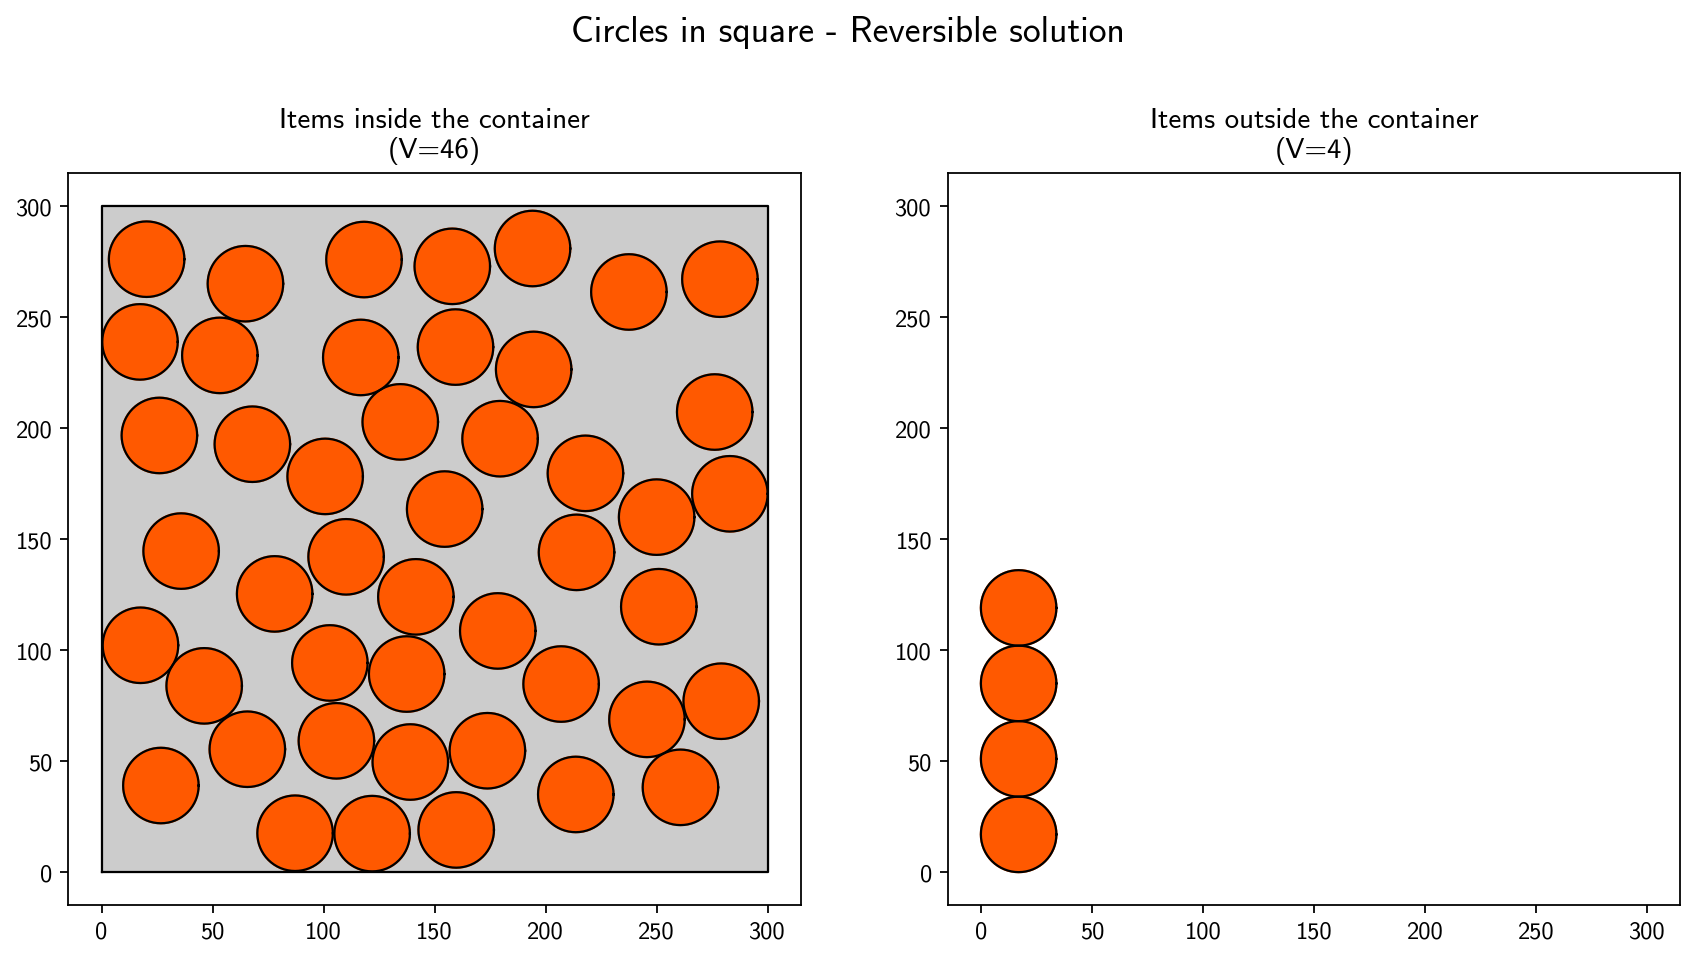 Circles in square - Reversible solution
Items inside the container
(V=46)
300
250
200
150
100
50
0
0 50 100 150 200 250 300
Items outside the container
(V=4)
300
250
200
150
100
50
0
0 50 100 150 200 250 300